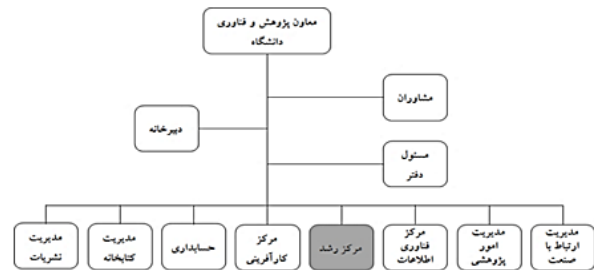 معاون پژوهش و فناوری
دانشگاه
مشاوران
دبیرخانه
مسئول
دفتر
مدیریت
ارتباط با
صنعت
مدیریت
امور
پژوهشی
مرکز
فناوری
اطلاعات
مرکز رشد
مرکز
کارآفرینی
حسابداری
مدیریت
کتابخانه
مدیریت
نشریات